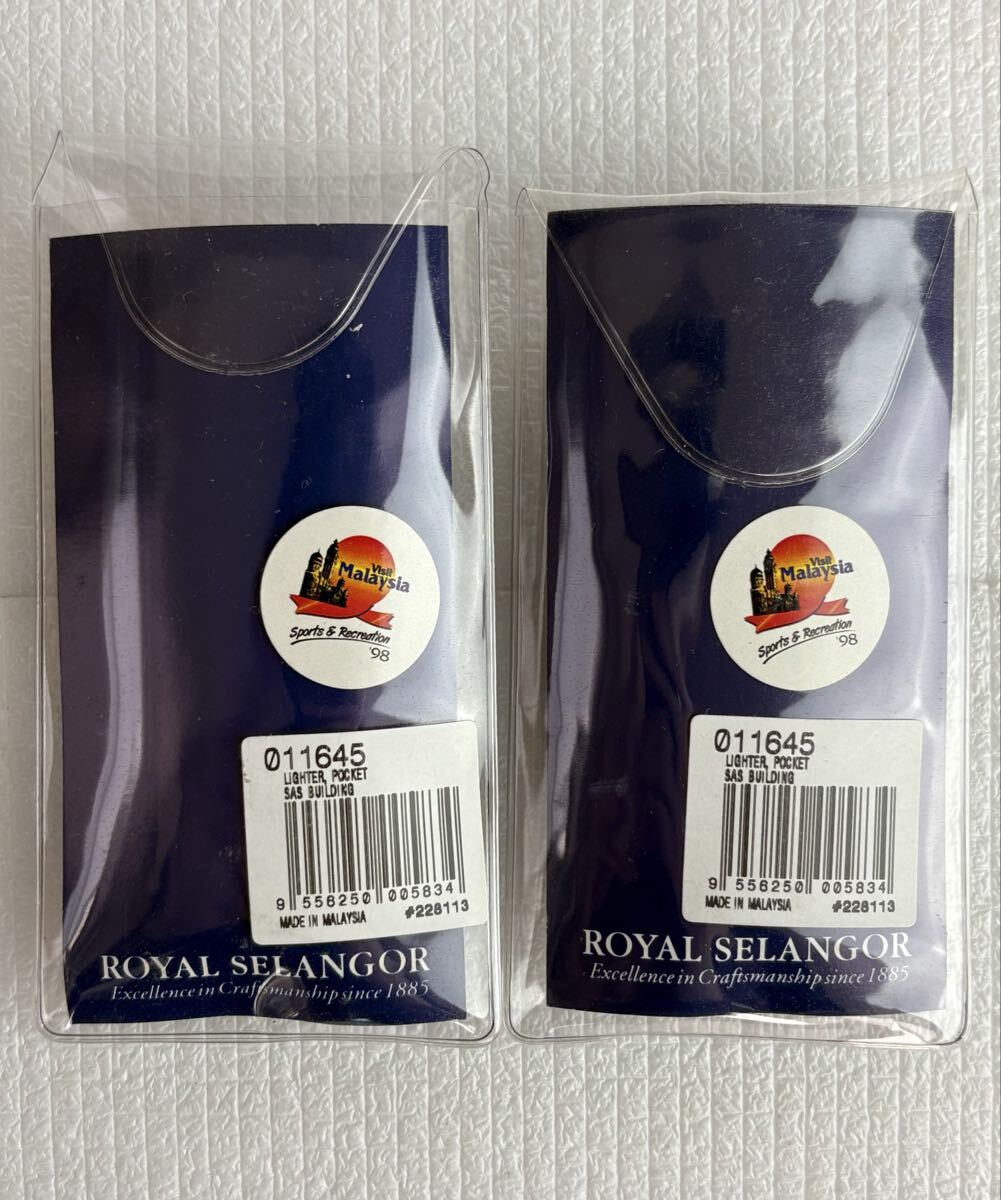 Visit
Malaysia
Sports & Recreation
'98
011645
LIGHTER, POCKET
SAS BUILDING
9 556250 005834
MADE IN MALAYSIA #228113
ROYAL SELANGOR
Excellence in Craftsmanship since 1885
Visit
Malaysia
Sports & Recreation
'98
011645
LIGHTER, POCKET
SAS BUILDING
9 556250 005834
MADE IN MALAYSIA #228113
ROYAL SELANGOR
Excellence in Craftsmanship since 1885